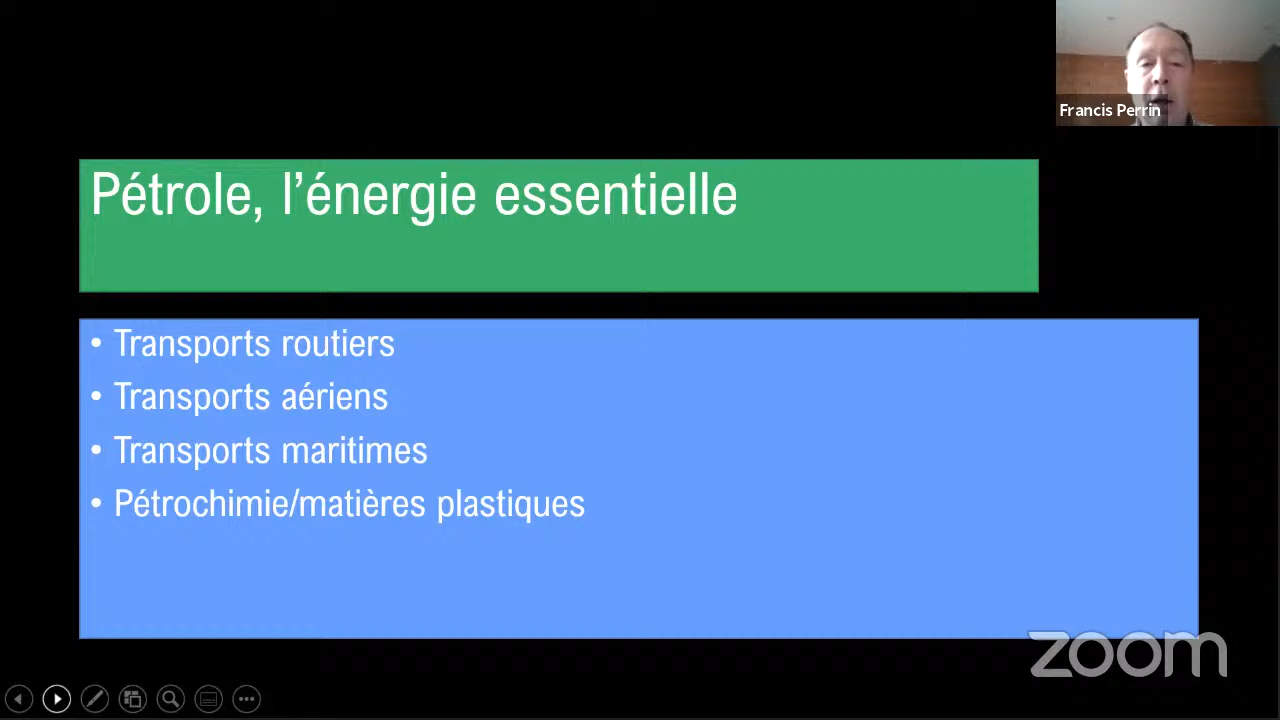 Francis Perrin
Pétrole, l’énergie essentielle
• Transports routiers
• Transports aériens
• Transports maritimes
• Pétrochimie/matières plastiques
zoom